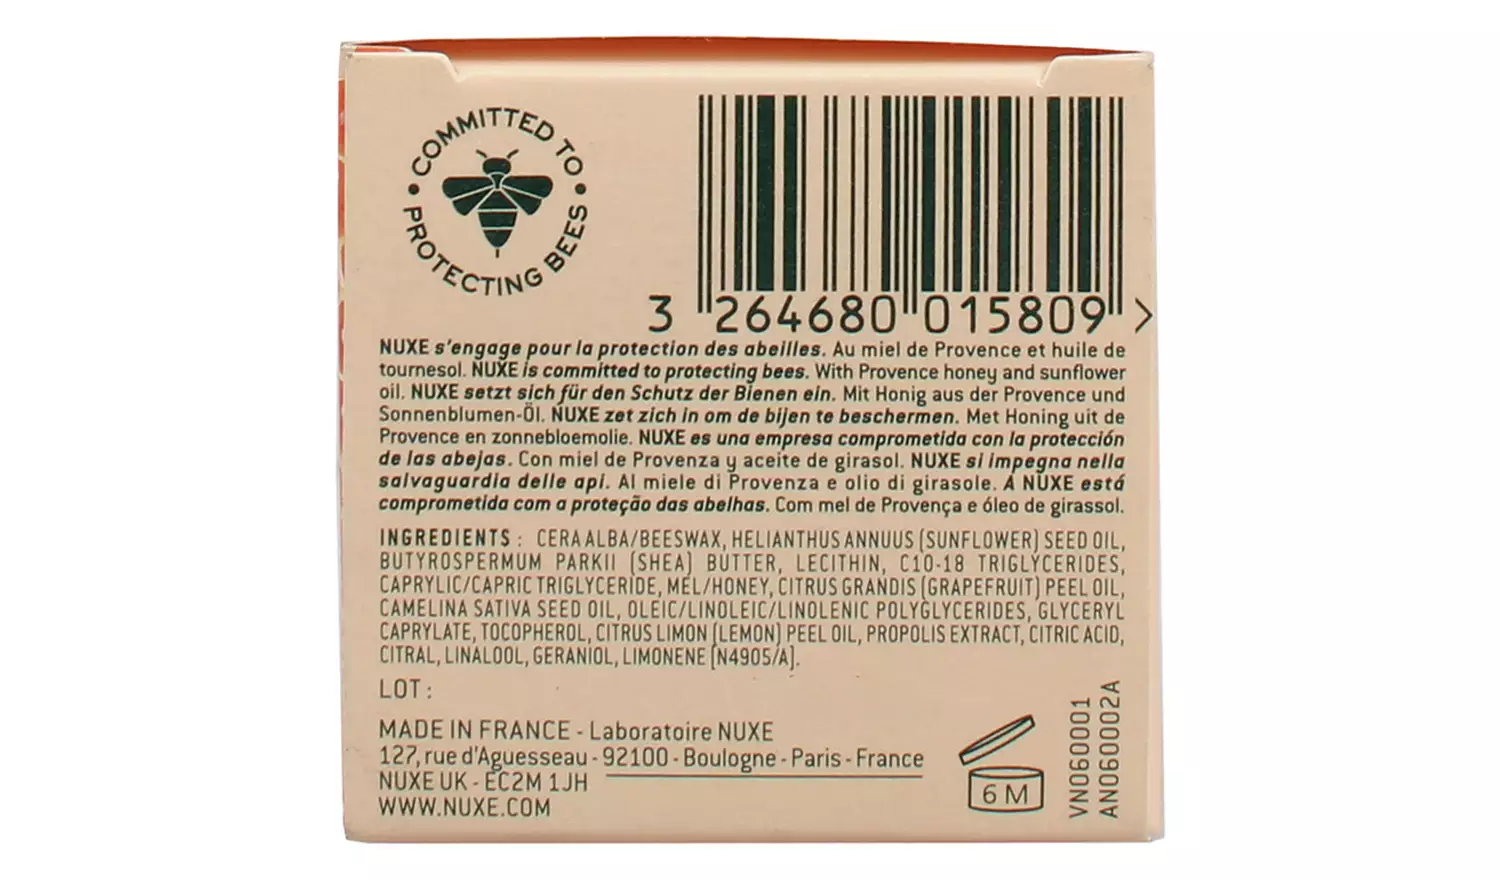 • COMMITTED TO •
PROTECTING BEES
3 264680 015809 >
NUXE s'engage pour la protection des abeilles. Au miel de Provence et huile de
tournesol. NUXE is committed to protecting bees. With Provence honey and sunflower
oil. NUXE setzt sich für den Schutz der Bienen ein. Mit Honig aus der Provence und
Sonnenblumen-Öl. NUXE zet zich in om de bijen te beschermen. Met Honing uit de
Provence en zonnebloemolie. NUXE es una empresa comprometida con la protección
de las abejas. Con miel de Provenza y aceite de girasol. NUXE si impegna nella
salvaguardia delle api. Al miele di Provenza e olio di girasole. A NUXE está
comprometida com a proteção das abelhas. Com mel de Provença e óleo de girassol.
INGREDIENTS : CERA ALBA/BEESWAX, HELIANTHUS ANNUUS (SUNFLOWER) SEED OIL,
BUTYROSPERMUM PARKII (SHEA) BUTTER, LECITHIN, C10-18 TRIGLYCERIDES,
CAPRYLIC/CAPRIC TRIGLYCERIDE, MEL/HONEY, CITRUS GRANDIS (GRAPEFRUIT) PEEL OIL,
CAMELINA SATIVA SEED OIL, OLEIC/LINOLEIC/LINOLENIC POLYGLYCERIDES, GLYCERYL
CAPRYLATE, TOCOPHEROL, CITRUS LIMON (LEMON) PEEL OIL, PROPOLIS EXTRACT, CITRIC ACID,
CITRAL, LINALOOL, GERANIOL, LIMONENE (N4905/A).
LOT :
MADE IN FRANCE - Laboratoire NUXE
127, rue d'Aguesseau - 92100 - Boulogne - Paris - France
NUXE UK - EC2M 1JH
WWW.NUXE.COM
6 M
VN060001
AN060002A